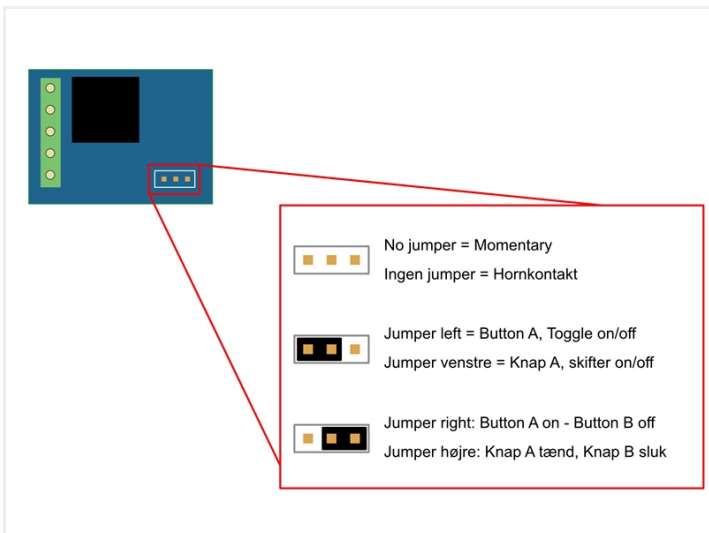 No jumper = Momentary
Ingen jumper = Hornkontakt
Jumper left = Button A, Toggle on/off
Jumper venstre = Knap A, skifter on/off
Jumper right: Button A on - Button B off
Jumper højre: Knap A tænd, Knap B sluk